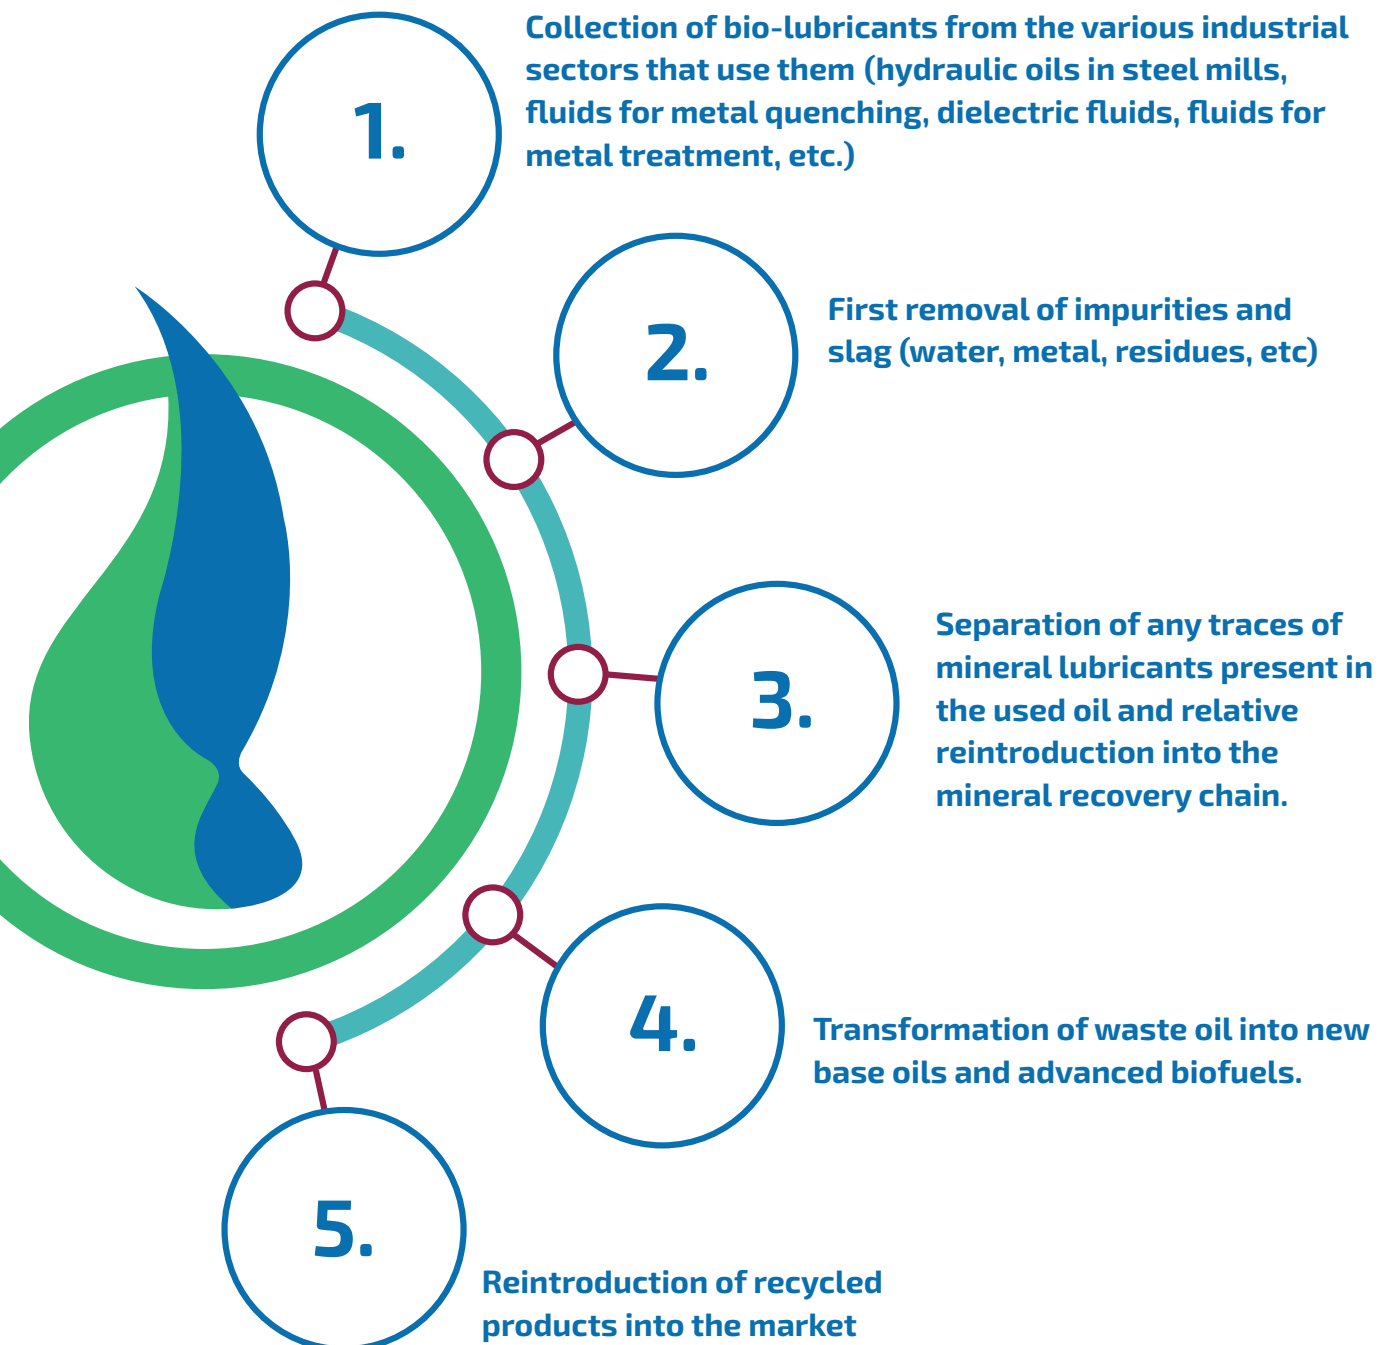 1.
Collection of bio-lubricants from the various industrial
sectors that use them (hydraulic oils in steel mills,
fluids for metal quenching, dielectric fluids, fluids for
metal treatment, etc.)
2.
First removal of impurities and
slag (water, metal, residues, etc)
3.
Separation of any traces of
mineral lubricants present in
the used oil and relative
reintroduction into the
mineral recovery chain.
4.
Transformation of waste oil into new
base oils and advanced biofuels.
5.
Reintroduction of recycled
products into the market